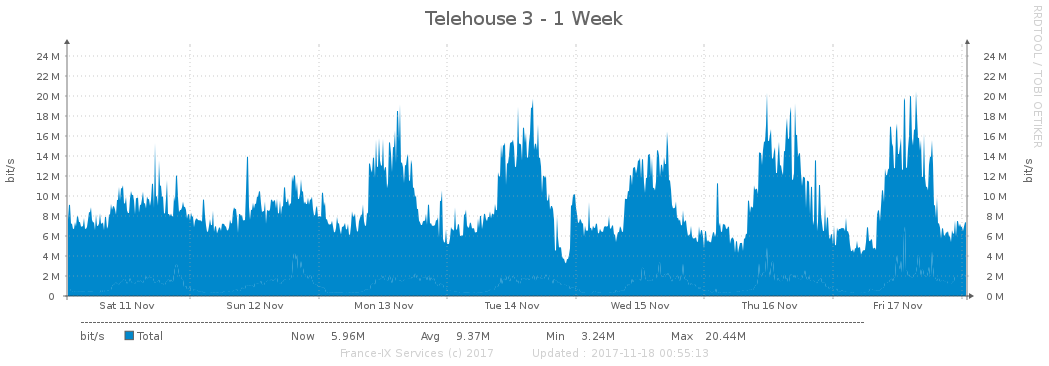 Telehouse 3 - 1 Week
RRDTOOL / TOBI OETIKER
24 M 24 M
22 M 22 M
20 M 20 M
18 M 18 M
16 M 16 M
14 M 14 M
12 M 12 M
10 M 10 M
8 M 8 M
6 M 6 M
4 M 4 M
2 M 2 M
0 0 M
bit/s
bit/s
Sat 11 Nov Sun 12 Nov Mon 13 Nov Tue 14 Nov Wed 15 Nov Thu 16 Nov Fri 17 Nov
bit/s Total Now 5.96M Avg 9.37M Min 3.24M Max 20.44M
France-IX Services (c) 2017 Updated : 2017-11-18 00:55:13